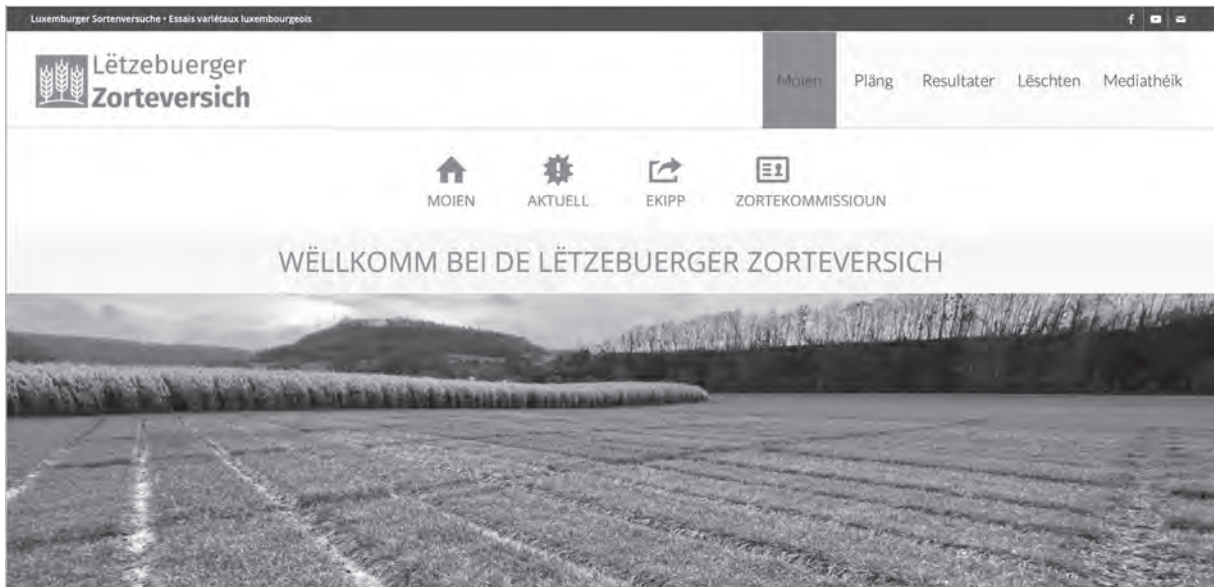 Luxemburger Sortenversuche • Essais variétaux luxembourgeois
Lëtzebuerger
Zorteversich
Moien Pläng Resultater Lëschten Mediathéik
MOIEN AKTUELL EKIPP ZORTEKOMMISSIOUN
WËLLKOMM BEI DE LËTZEBUERGER ZORTEVERSICH